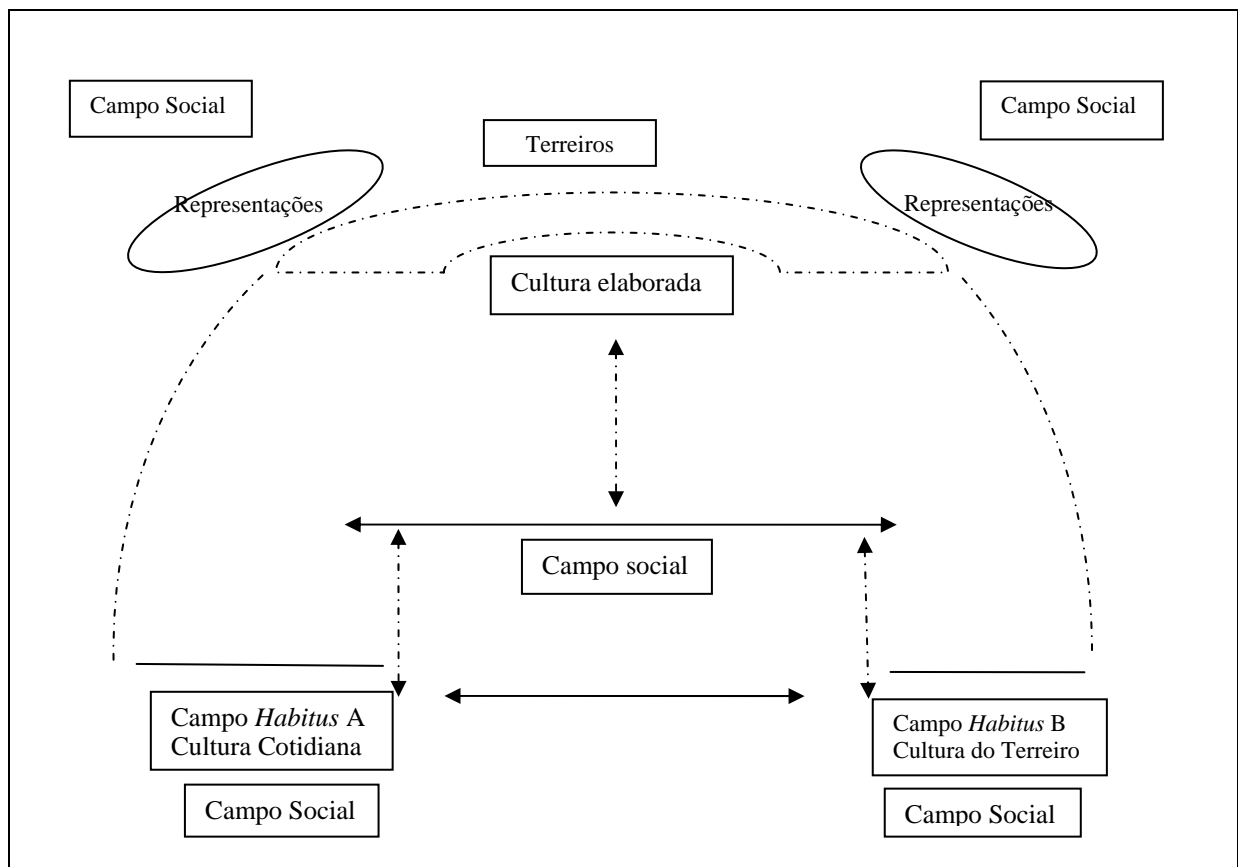 Campo Social
Campo Social
Terreiros
Representações
Representações
Cultura elaborada
Campo social
Campo Habitus A
Cultura Cotidiana
Campo Habitus B
Cultura do Terreiro
Campo Social
Campo Social